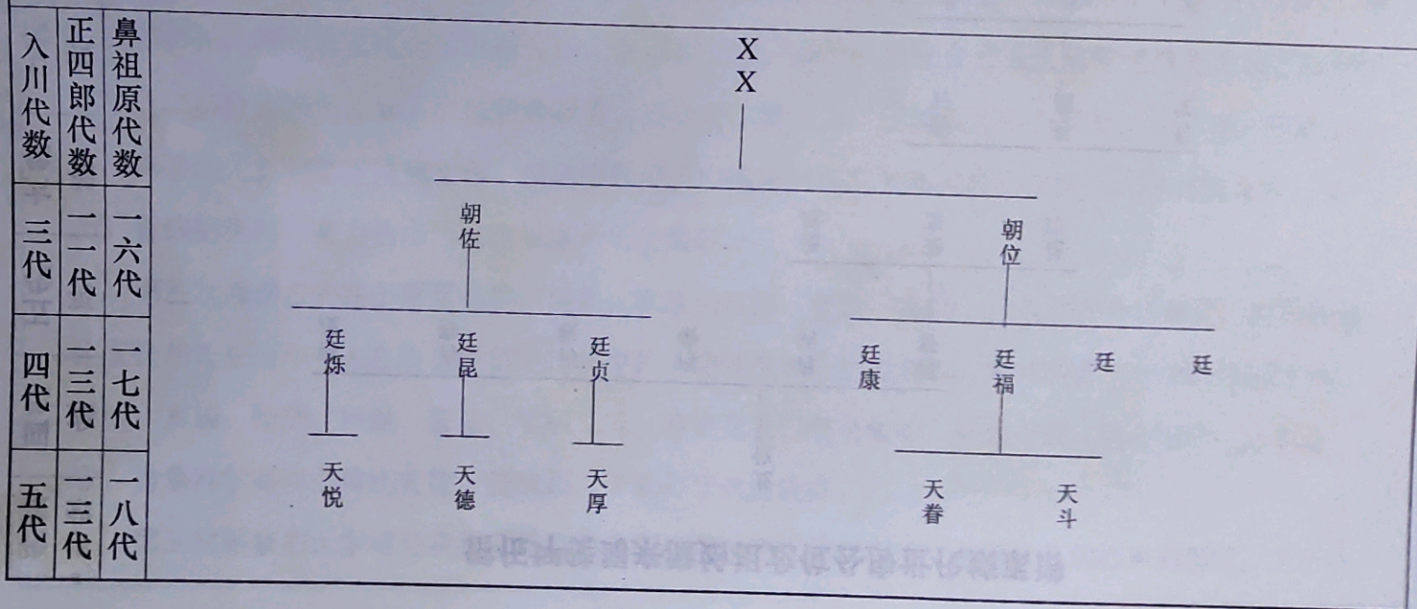 入川代数
正四郎代数
鼻祖原代数
XX
三代
一一代
一六代
朝佐
朝位
四代
一三代
一七代
廷烁
廷昆
廷贞
廷康
廷福
廷
廷
五代
一三代
一八代
天悦
天德
天厚
天眷
天斗